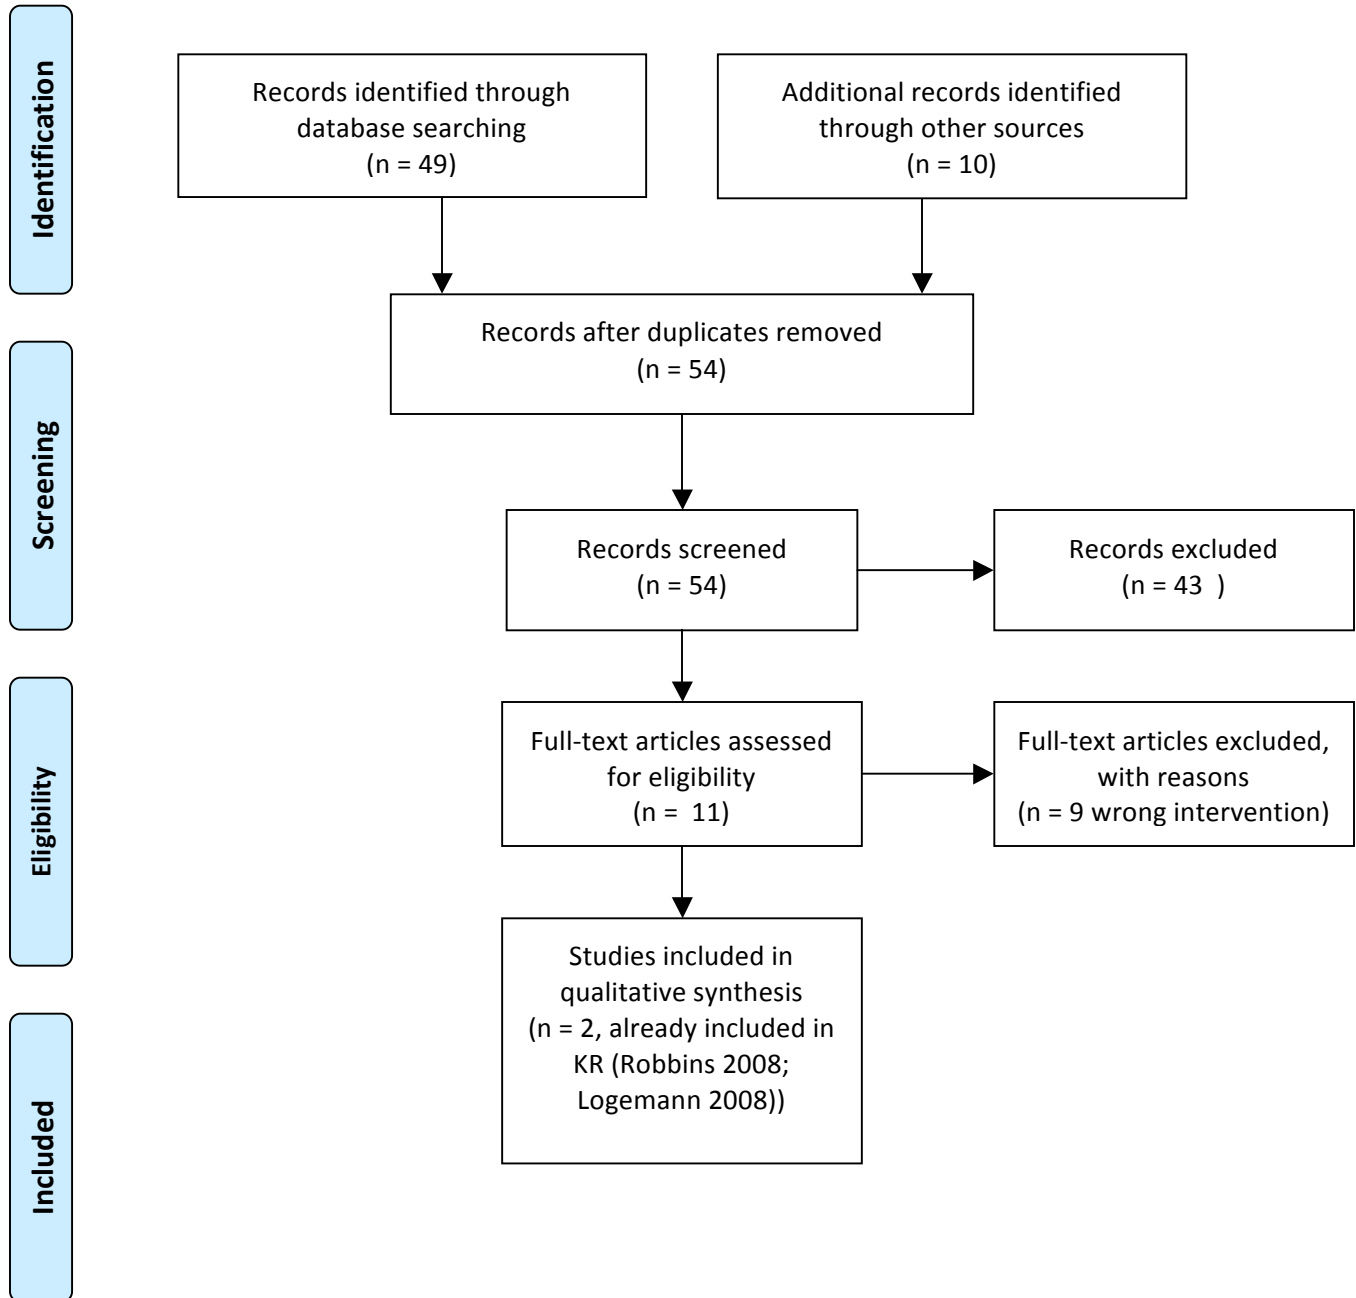 Identification
Records identified through
database searching
(n = 49)
Additional records identified
through other sources
(n = 10)
Records after duplicates removed
(n = 54)
Screening
Records screened
(n = 54)
Records excluded
(n = 43  )
Eligibility
Full-text articles assessed
for eligibility
(n =  11)
Full-text articles excluded,
with reasons
(n = 9 wrong intervention)
Included
Studies included in
qualitative synthesis
(n = 2, already included in
KR (Robbins 2008;
Logemann 2008))